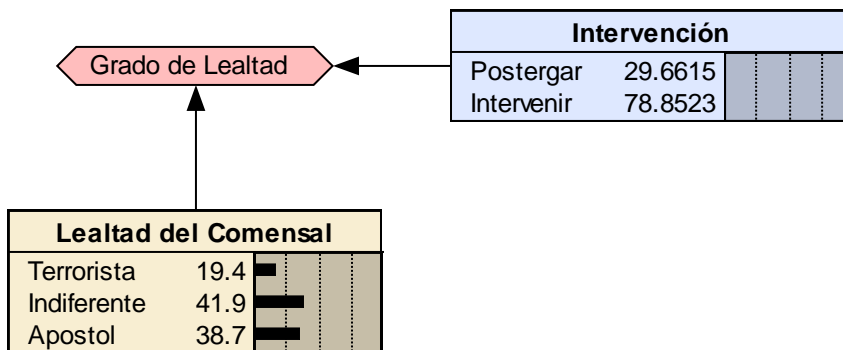 Intervención
Grado de Lealtad
Postergar 29.6615
Intervenir 78.8523
Lealtad del Comensal
Terrorista 19.4
Indiferente 41.9
Apostol 38.7